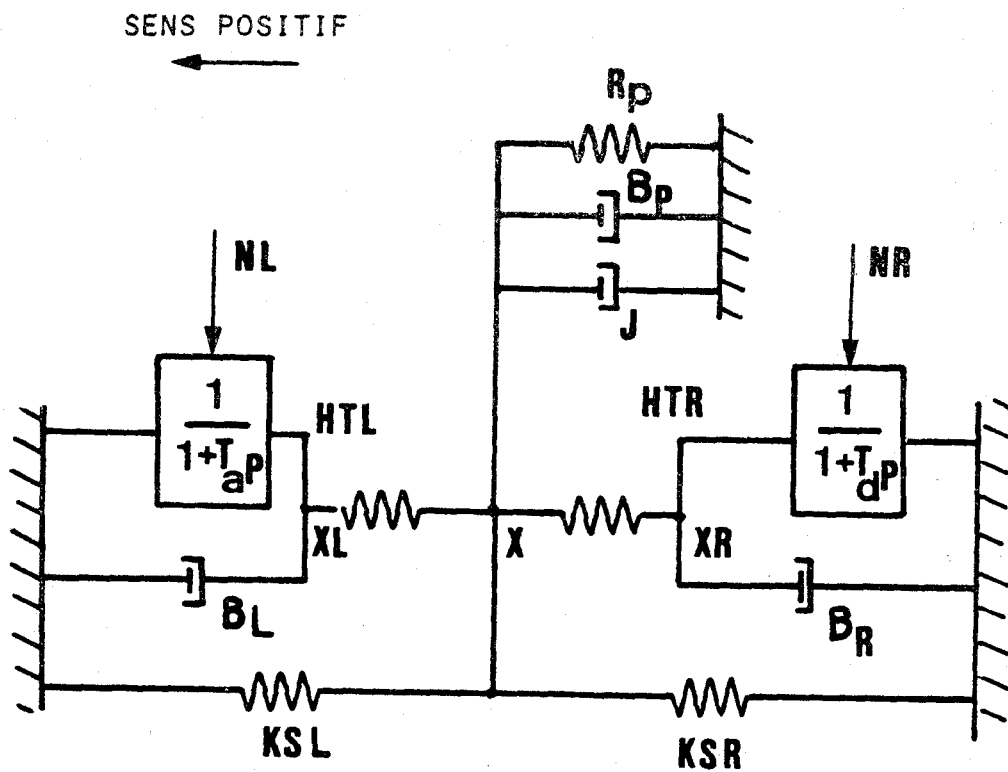 SENS POSITIF
Rp
Bp
J
NL
NR
1
1+TaP
HTL
HTR
1
1+TdP
XL
X
XR
BL
BR
KSL
KSR